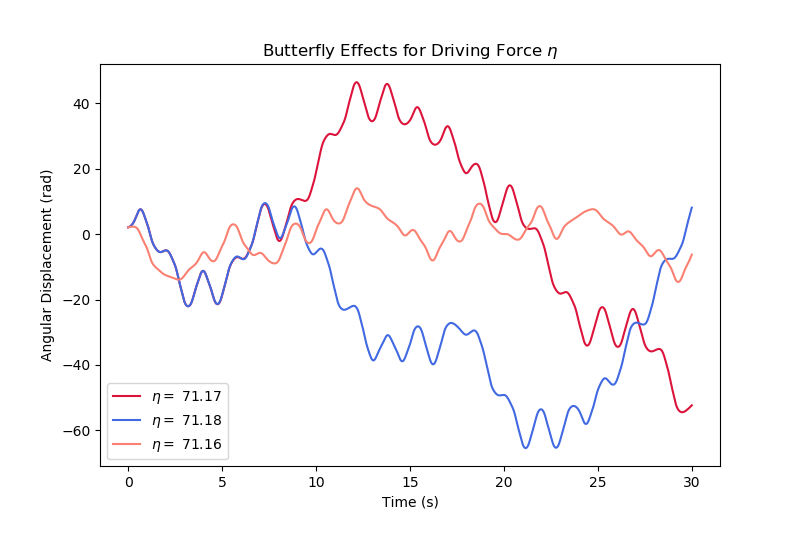 Butterfly Effects for Driving Force η
Angular Displacement (rad)
40
20
0
−20
−40
−60
η = 71.17
η = 71.18
η = 71.16
0 5 10 15 20 25 30
Time (s)